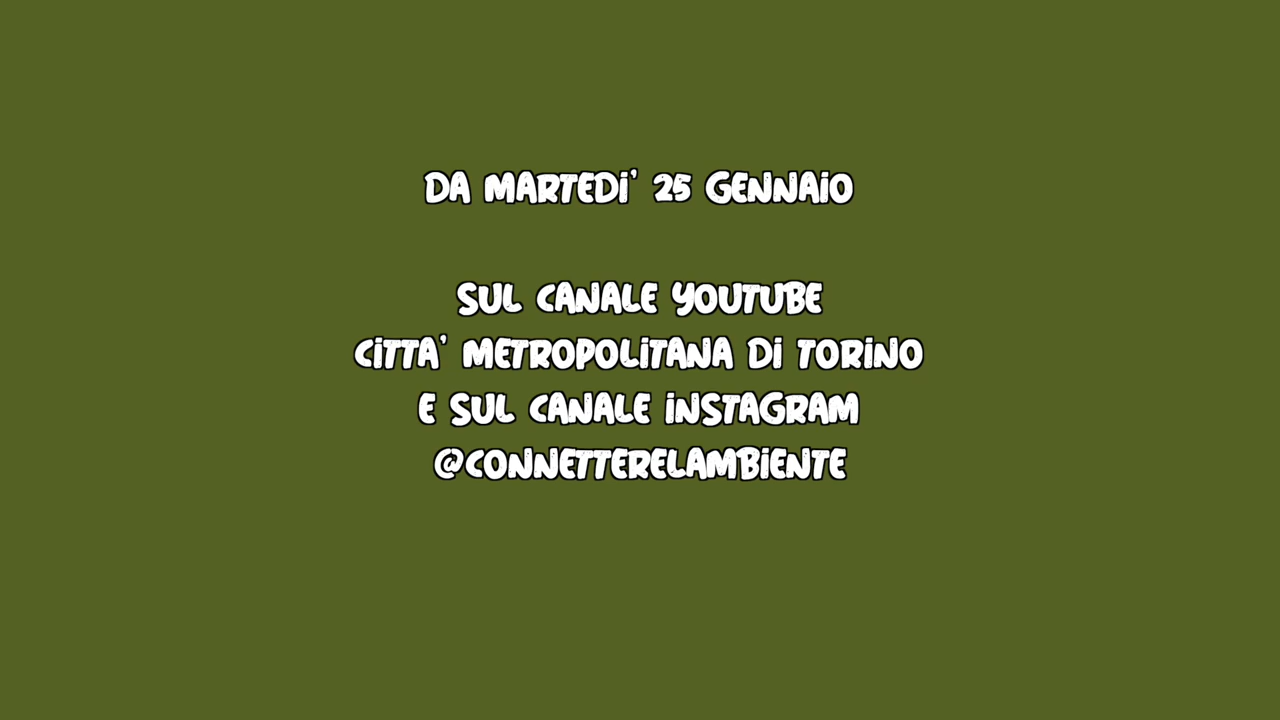 DA MARTEDI' 25 GENNAIO
SUL CANALE YOUTUBE
CITTA' METROPOLITANA DI TORINO
E SUL CANALE INSTAGRAM
@CONNETTERELAMBIENTE